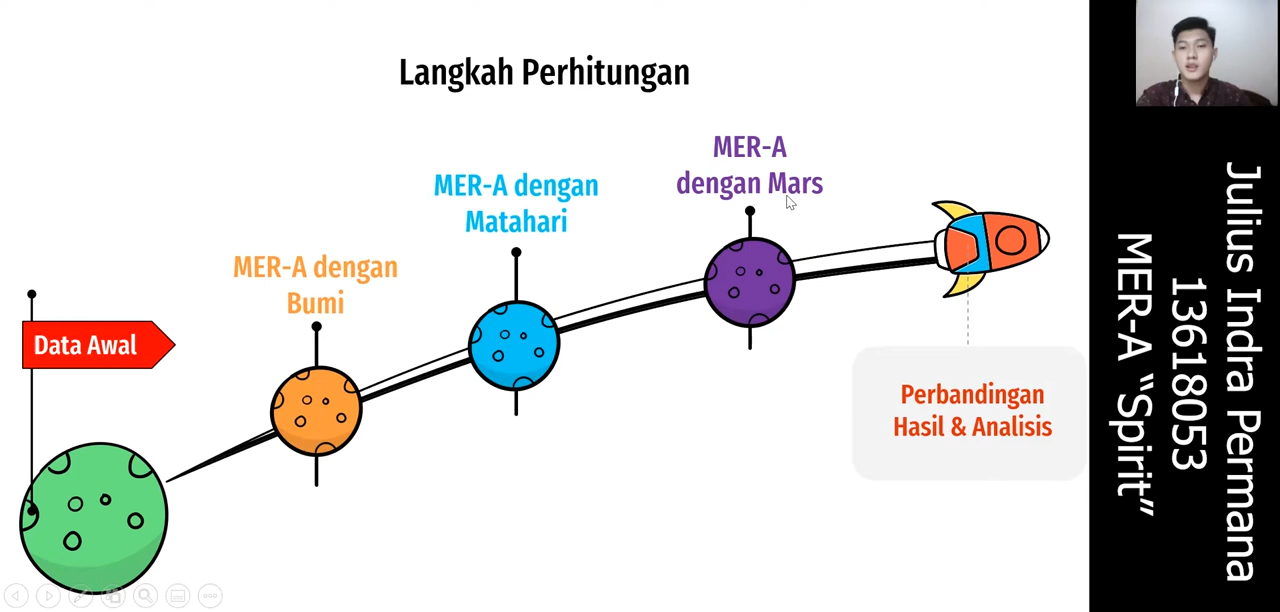 Langkah Perhitungan
MER-A
dengan Mars
MER-A dengan
Matahari
MER-A dengan
Bumi
Data Awal
Perbandingan
Hasil & Analisis
Julius Indra Permana
13618053
MER-A “Spirit”